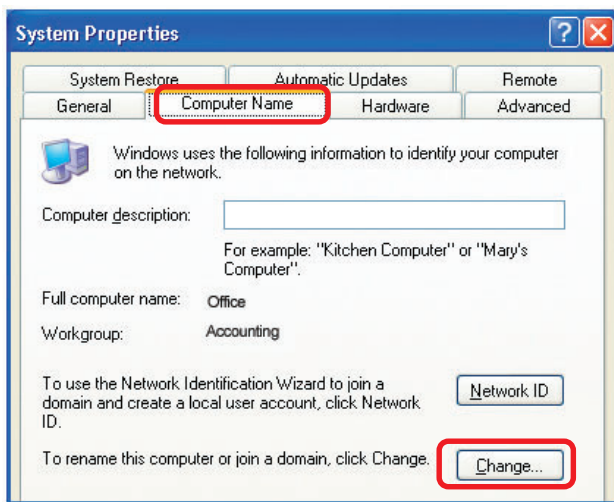 System Properties
?
X
System Restore
Automatic Updates
Remote
General
Computer Name
Hardware
Advanced
Windows uses the following information to identify your computer
on the network.
Computer description:
For example: "Kitchen Computer" or "Mary's
Computer".
Full computer name: Office
Workgroup: Accounting
To use the Network Identification Wizard to join a
domain and create a local user account, click Network
ID.
Network ID
To rename this computer or join a domain, click Change.
Change...